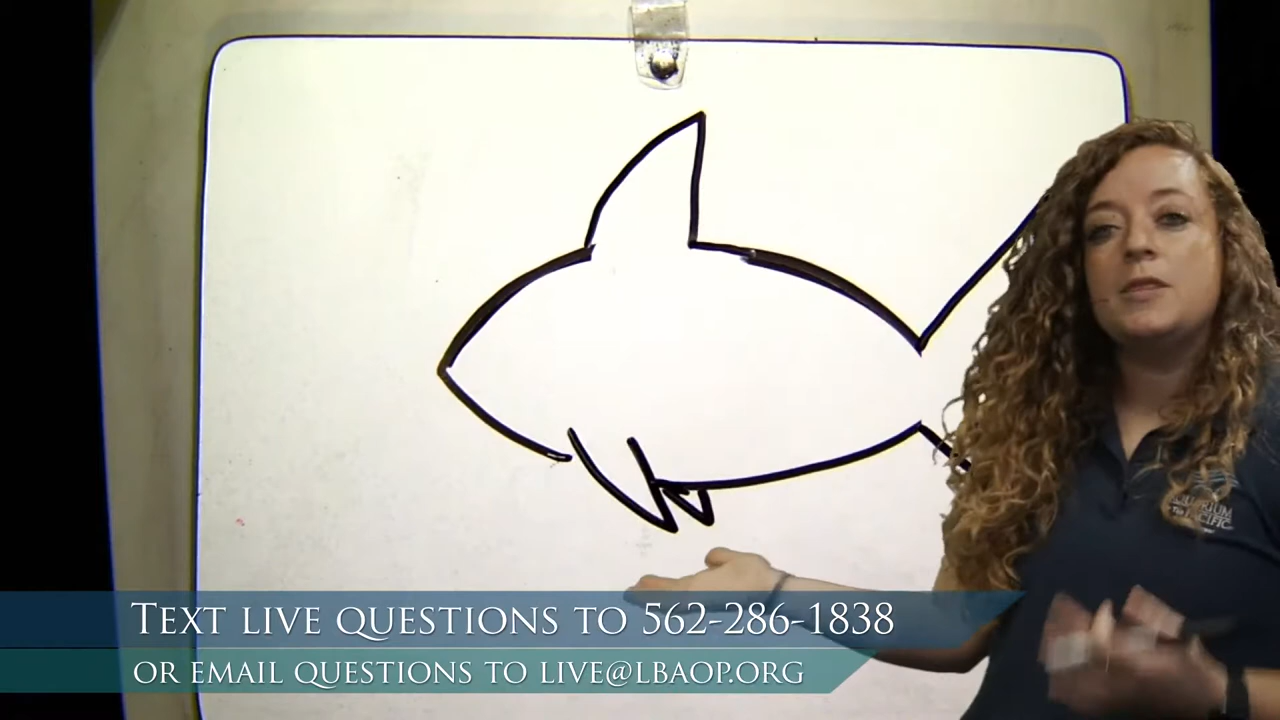 TEXT LIVE QUESTIONS TO 562-286-1838
OR EMAIL QUESTIONS TO LIVE@LBAOP.ORG